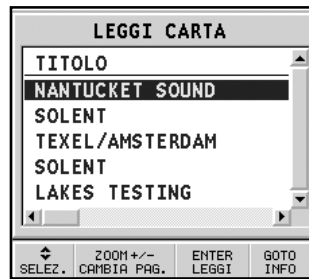 LEGGI CARTA
TITOLO
NANTUCKET SOUND
SOLENT
TEXEL/AMSTERDAM
SOLENT
LAKES TESTING
SELEZ.
ZOOM +/-
CAMBIA PAG.
ENTER
LEGGI
GOTO
INFO